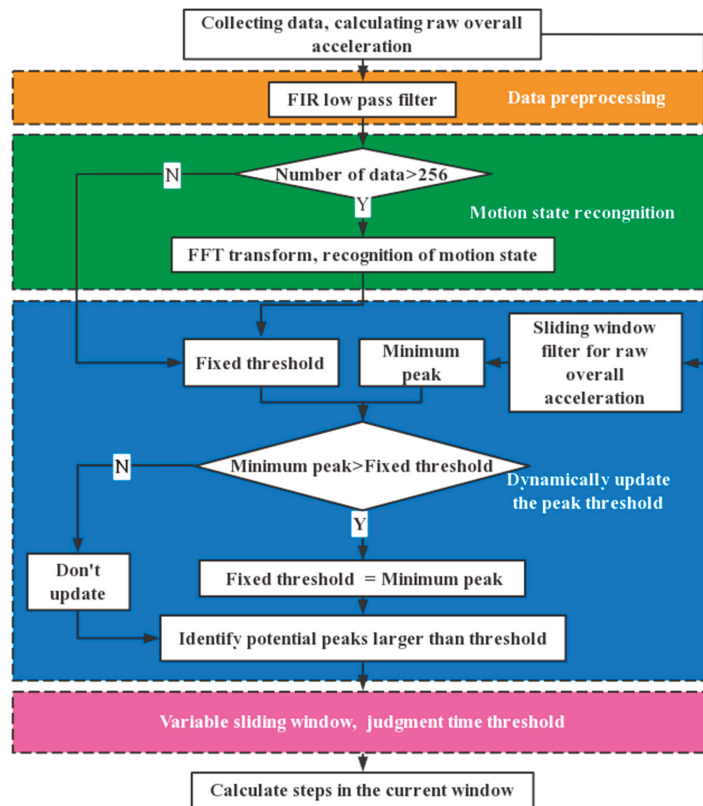 Collecting data, calculating raw overall
acceleration
FIR low pass filter
Data preprocessing
Number of data>256
N
Y
Motion state recongnition
FFT transform, recognition of motion state
Fixed threshold
Minimum
peak
Sliding window
filter for raw
overall
acceleration
Minimum peak>Fixed threshold
N
Y
Dynamically update
the peak threshold
Don't
update
Fixed threshold = Minimum peak
Identify potential peaks larger than threshold
Variable sliding window, judgment time threshold
Calculate steps in the current window